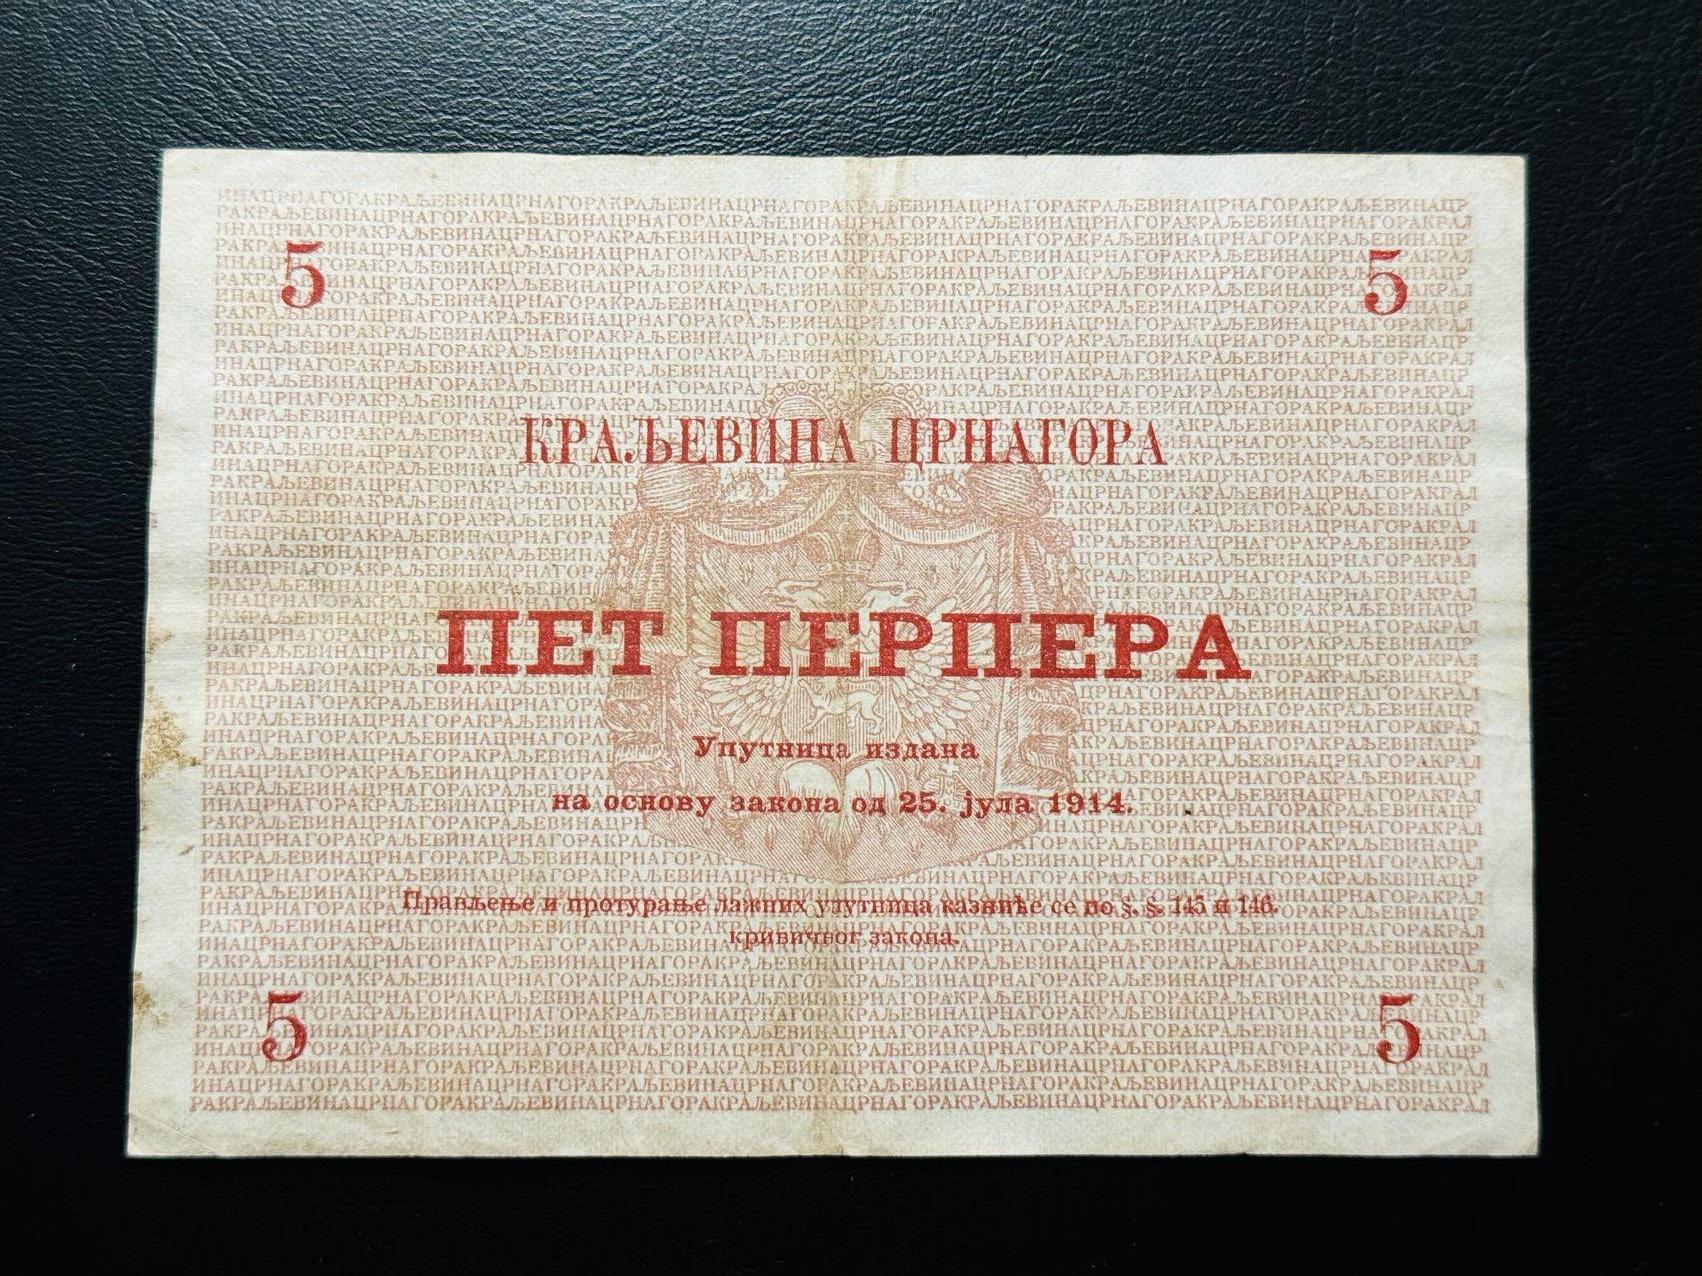 5 5
КРАЉЕВИНА ЦРНАГОРА
ПЕТ ПЕРПЕРА
Упутница издана
на основу закона од 25. јула 1914.
Прављење и протурање лажних упутница казниће се по §. §. 145 и 146.
кривичног закона.
5 5